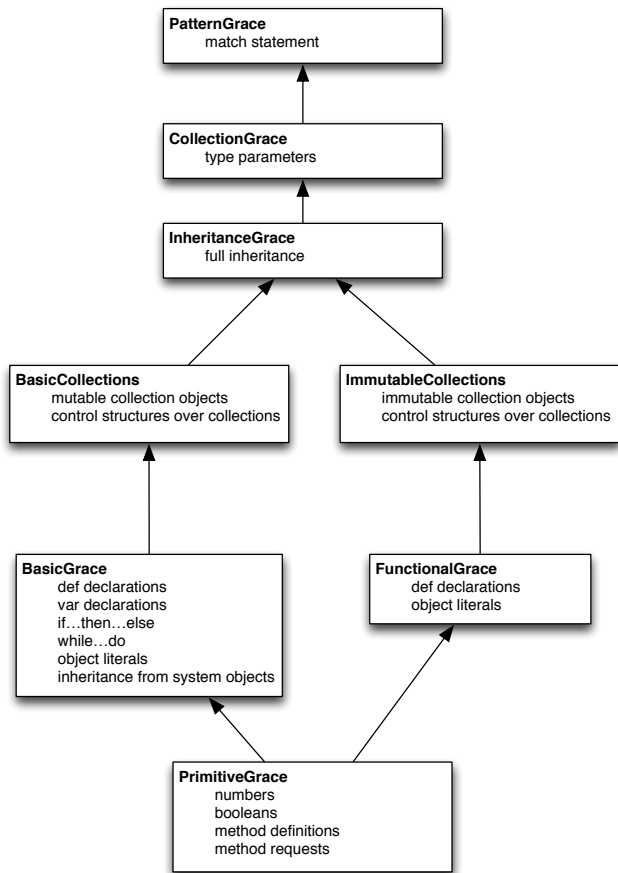 PatternGrace
match statement
CollectionGrace
type parameters
InheritanceGrace
full inheritance
BasicCollections
mutable collection objects
control structures over collections
ImmutableCollections
immutable collection objects
control structures over collections
BasicGrace
def declarations
var declarations
if…then…else
while…do
object literals
inheritance from system objects
FunctionalGrace
def declarations
object literals
PrimitiveGrace
numbers
booleans
method definitions
method requests